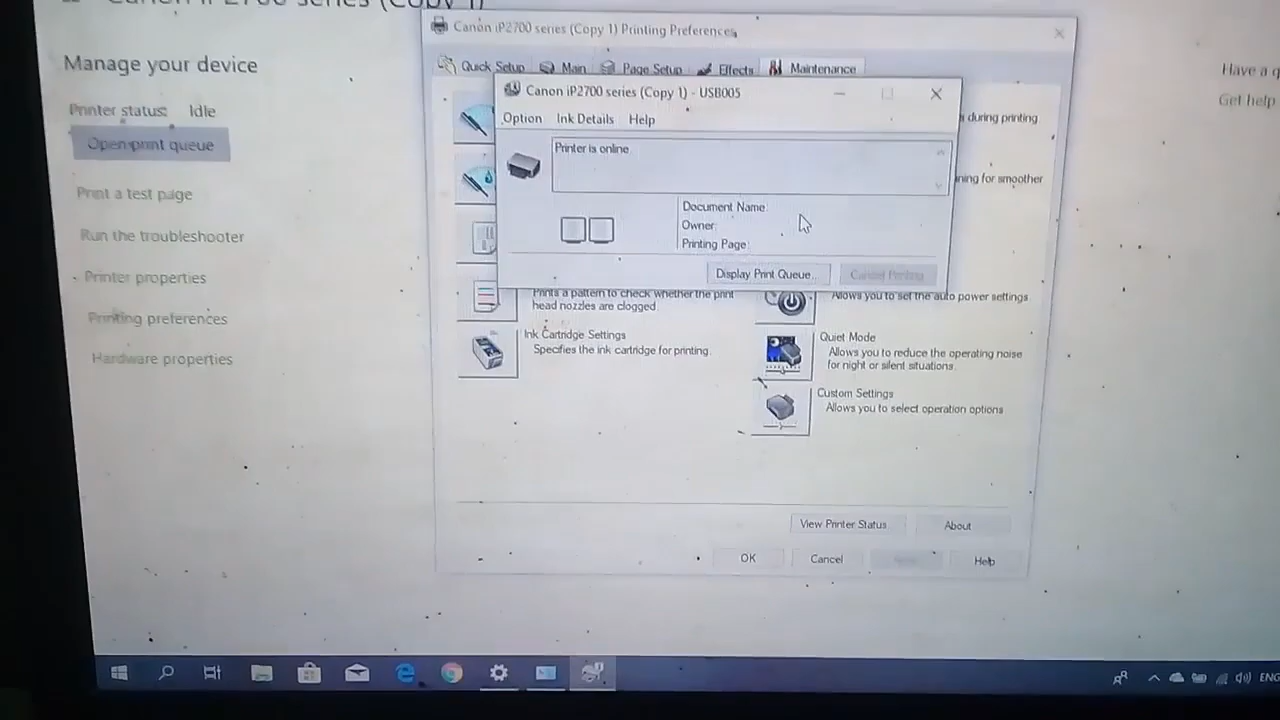 Canon iP2700 series (Copy 1)
Manage your device
Printer status: Idle
Open print queue
Print a test page
Run the troubleshooter
Printer properties
Printing preferences
Hardware properties
Have a q
Get help
Canon iP2700 series (Copy 1) Printing Preferences
Quick Setup Main Page Setup Effects Maintenance
Canon iP2700 series (Copy 1) - USB005
Option Ink Details Help
Printer is online
Document Name:
Owner:
Printing Page:
Display Print Queue...
Cancel Printing
s during printing
ning for smoother
Prints a pattern to check whether the print
head nozzles are clogged.
Allows you to set the auto power settings
Ink Cartridge Settings
Specifies the ink cartridge for printing.
Quiet Mode
Allows you to reduce the operating noise
for night or silent situations.
Custom Settings
Allows you to select operation options
View Printer Status
About
OK
Cancel
Help
ENG